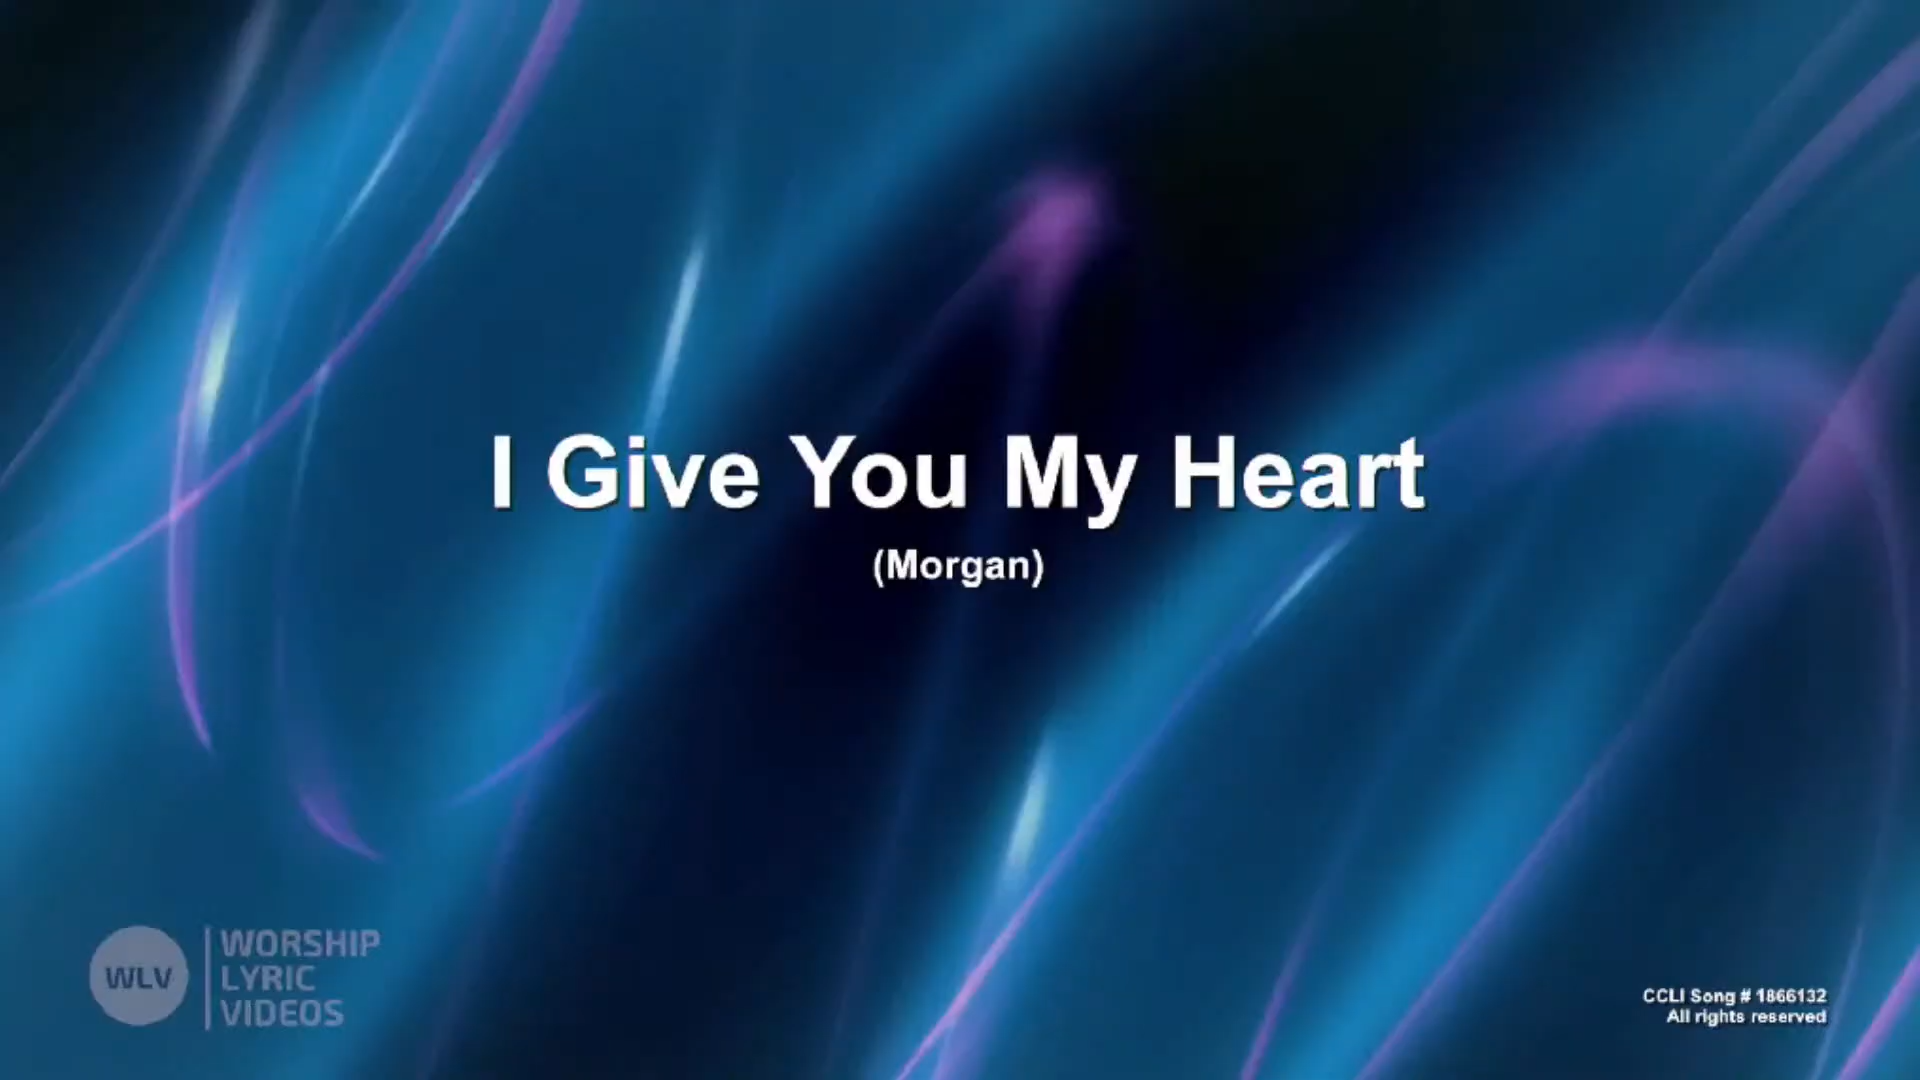 I Give You My Heart
(Morgan)
WLV
WORSHIP
LYRIC
VIDEOS
CCLI Song # 1866132
All rights reserved